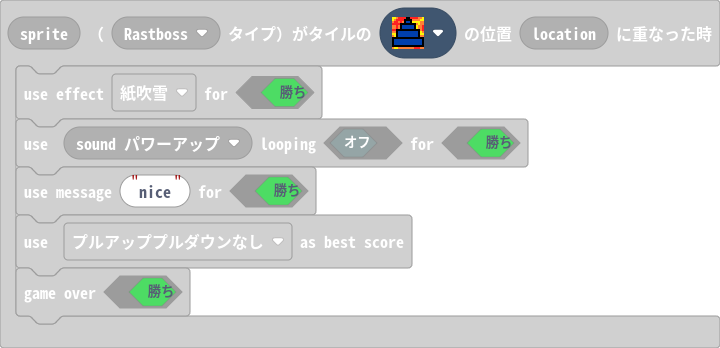 sprite （ Rastboss タイプ）がタイルの の位置 location に重なった時
use effect 紙吹雪 for 勝ち
use sound パワーアップ looping オフ for 勝ち
use message "nice" for 勝ち
use プルアッププルダウンなし as best score
game over 勝ち